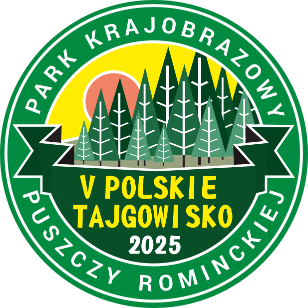 PARK KRAJOBRAZOWY
V POLSKIE
TAJGOWISKO
2025
PUSZCZY ROMINCKIEJ